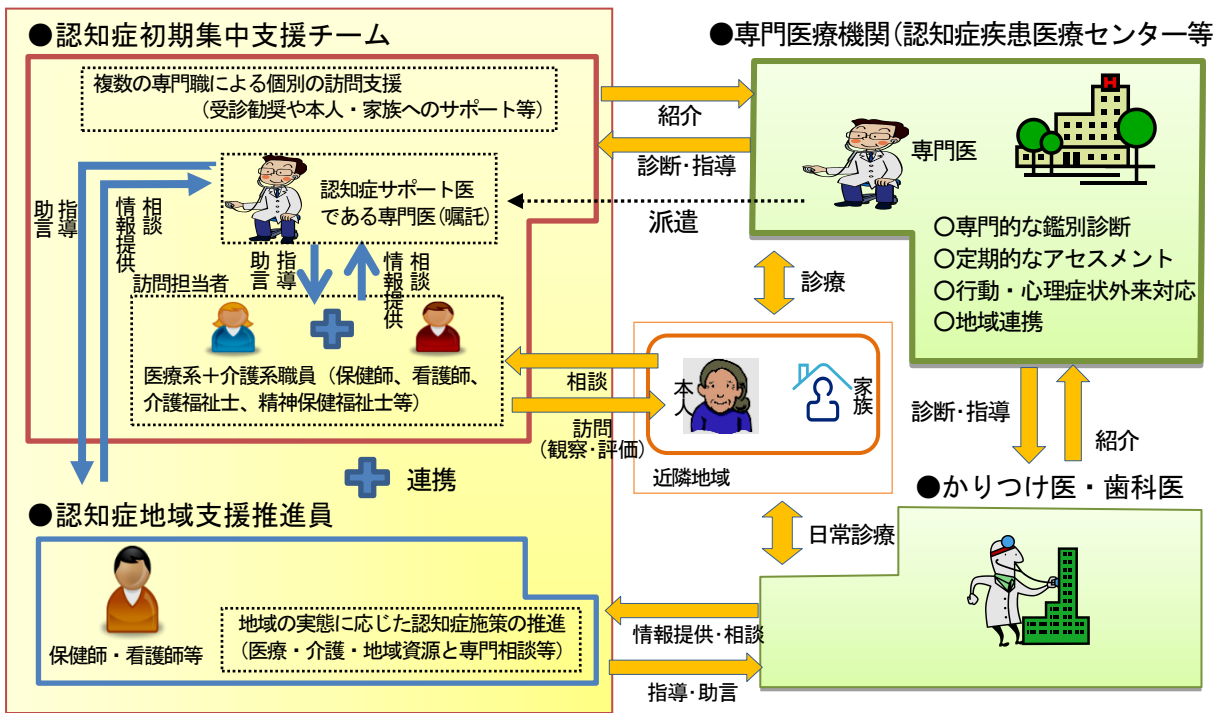 ●認知症初期集中支援チーム
複数の専門職による個別の訪問支援
(受診勧奨や本人・家族へのサポート等)
認知症サポート医
である専門医(嘱託)
指導
助言
相談
情報提供
指導
助言
相談
情報提供
訪問担当者
医療系+介護系職員(保健師、看護師、
介護福祉士、精神保健福祉士等)
連携
●認知症地域支援推進員
保健師・看護師等
地域の実態に応じた認知症施策の推進
(医療・介護・地域資源と専門相談等)
紹介
診断・指導
派遣
診療
相談
訪問
(観察・評価)
本人
家族
近隣地域
日常診療
情報提供・相談
指導・助言
●専門医療機関(認知症疾患医療センター等
H
専門医
〇専門的な鑑別診断
〇定期的なアセスメント
〇行動・心理症状外来対応
〇地域連携
診断・指導
紹介
●かりつけ医・歯科医